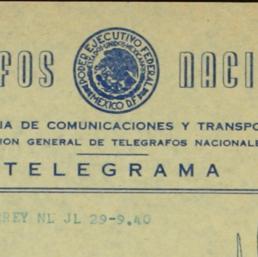 FOS NACI
PODER EJECUTIVO FEDERAL
ESTADOS UNIDOS MEXICANOS
MEXICO D.F.
IA DE COMUNICACIONES Y TRANSPO
ION GENERAL DE TELEGRAFOS NACIONALE
TELEGRAMA
RREY NL JL 29-9.40